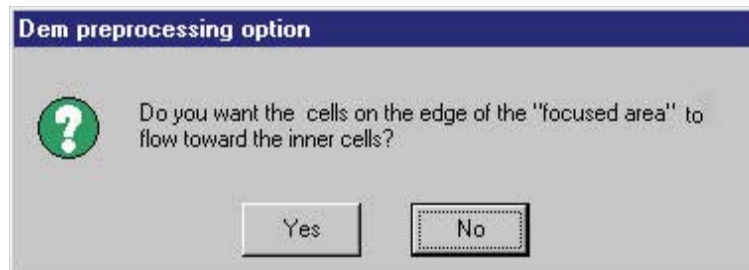 Dem preprocessing option
Do you want the cells on the edge of the "focused area" to
flow toward the inner cells?
Yes No